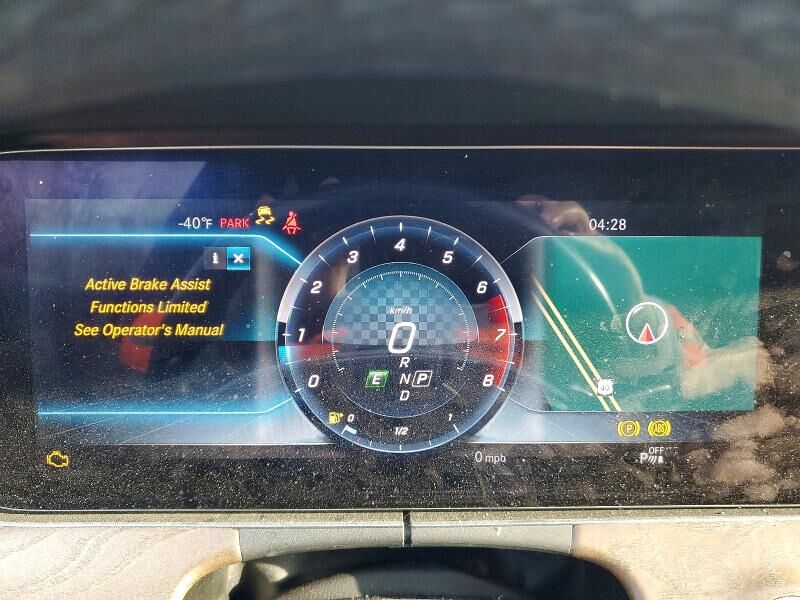 -40°F PARK
04:28
i
Active Brake Assist
Functions Limited
See Operator's Manual
0
1
2
3
4
5
6
7
8
km/h
0
R
E N P
D
0 1/2 1
P ABS
0 mph
OFF
P